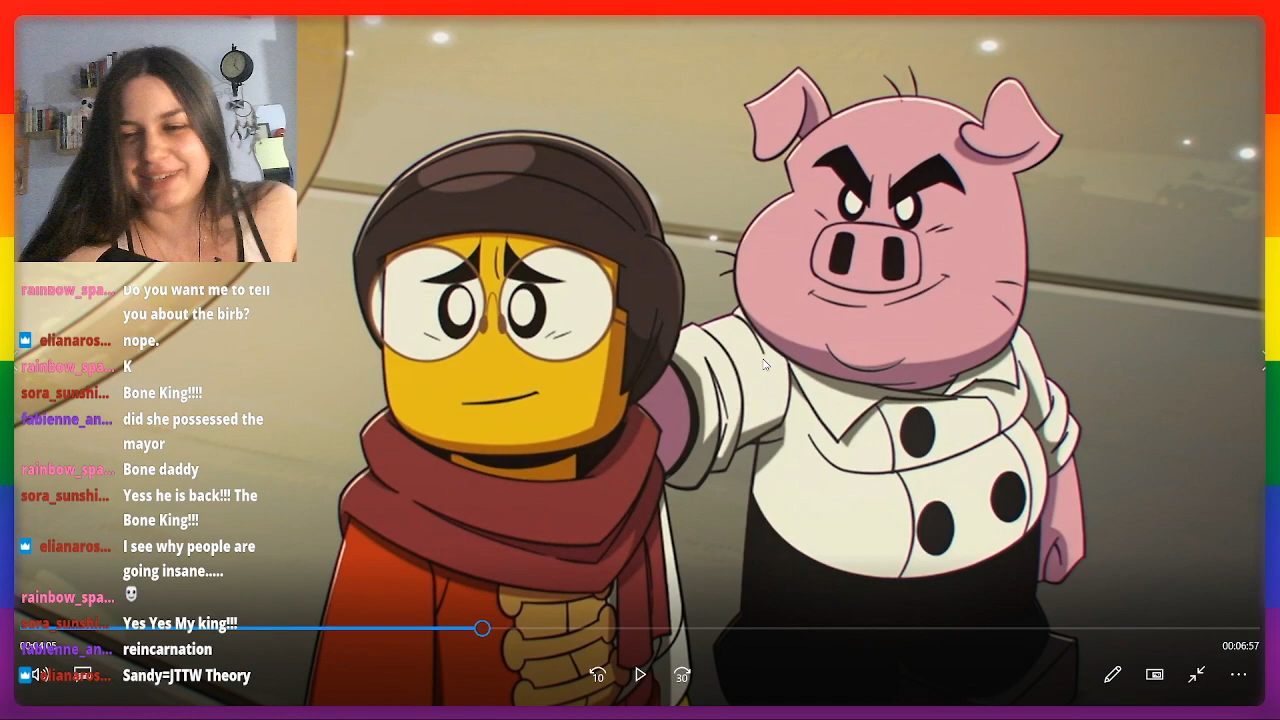 rainbow_spa... Do you want me to tell
you about the birb?
elianaros... nope.
rainbow_spa... K
sora_sunshi... Bone King!!!!
fabienne_an... did she possessed the
mayor
rainbow_spa... Bone daddy
sora_sunshi... Yess he is back!!! The
Bone King!!!
elianaros... I see why people are
going insane.....
rainbow_spa...
sora_sunshi... Yes Yes My king!!!
fabienne_an... reincarnation
elianaros... Sandy=JTTW Theory
00:06:57
10
30